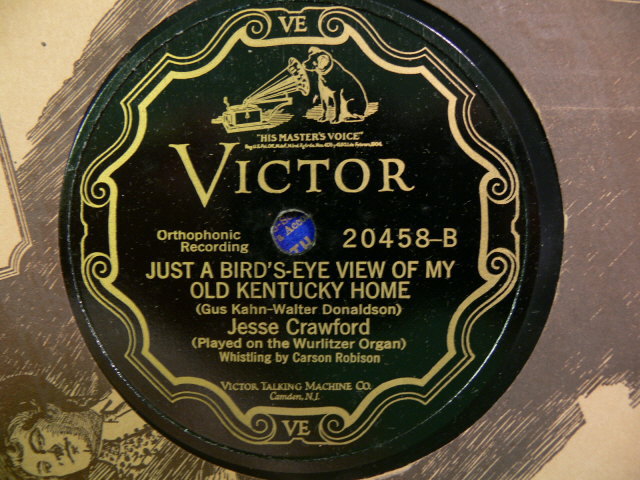 VE
"HIS MASTER'S VOICE"
VICTOR
Orthophonic
Recording
20458-B
JUST A BIRD'S-EYE VIEW OF MY
OLD KENTUCKY HOME
(Gus Kahn-Walter Donaldson)
Jesse Crawford
(Played on the Wurlitzer Organ)
Whistling by Carson Robison
VICTOR TALKING MACHINE CO.
Camden, N.J.
VE